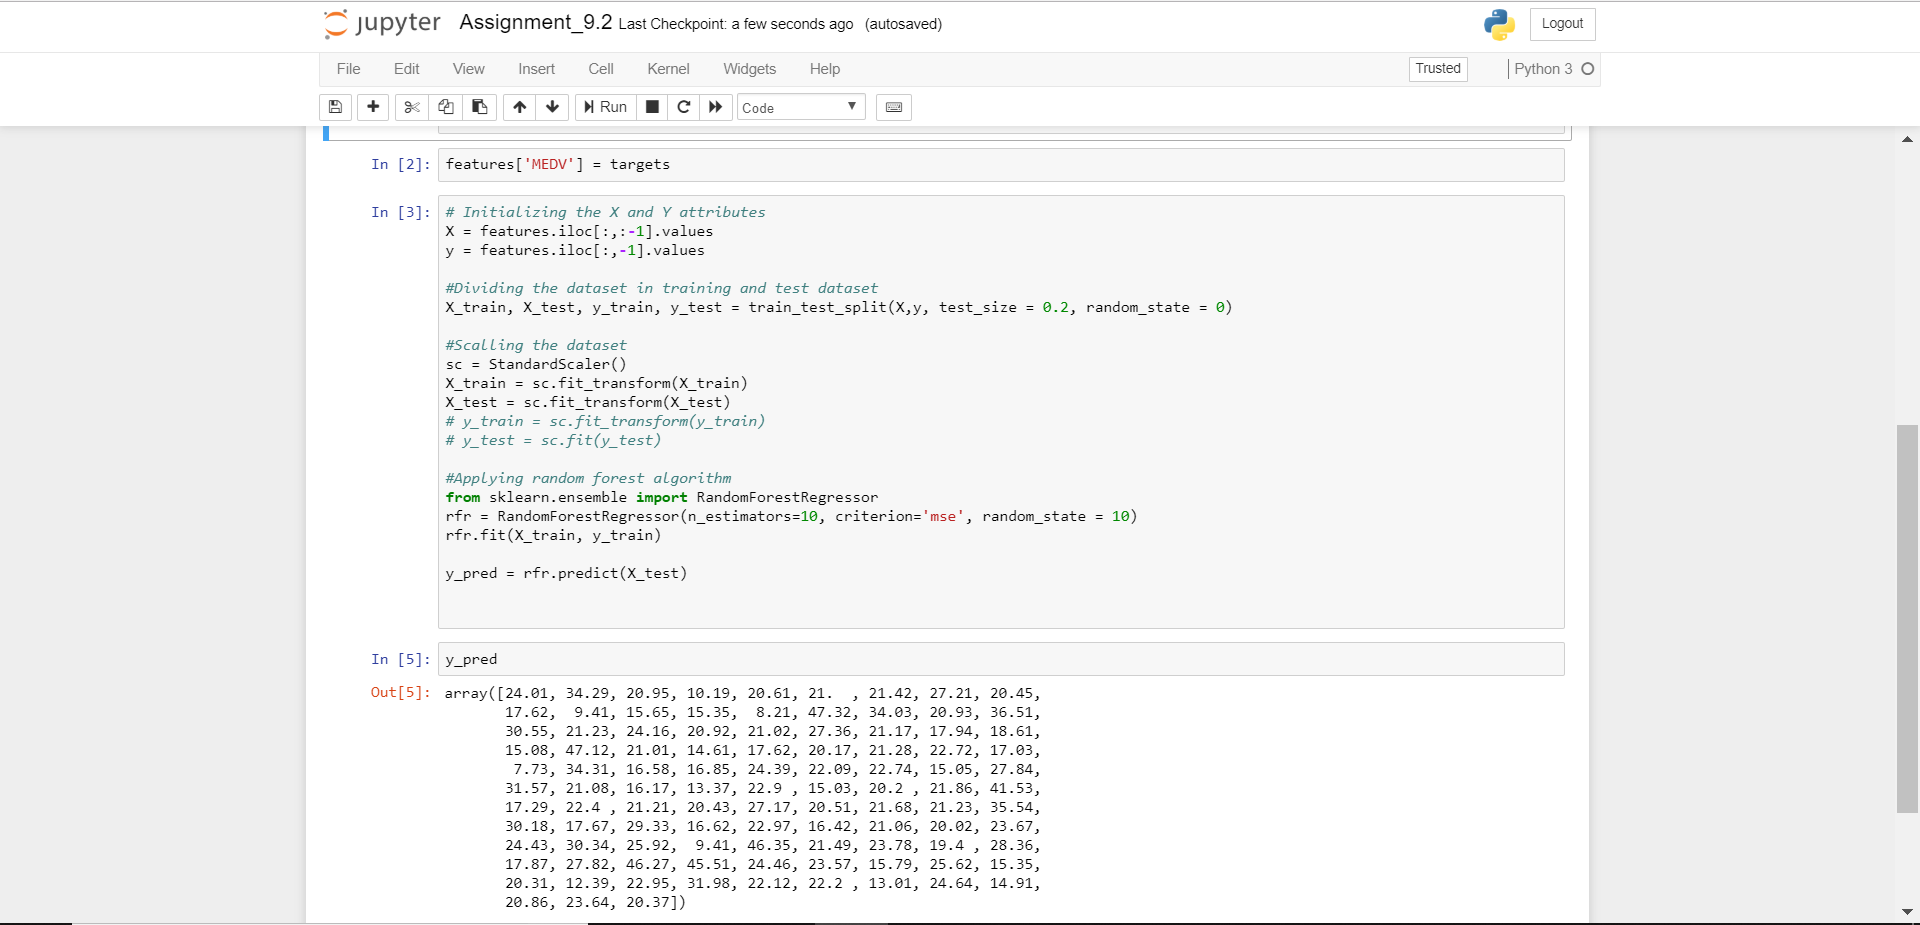 jupyter Assignment_9.2 Last Checkpoint: a few seconds ago (autosaved)
Logout
File Edit View Insert Cell Kernel Widgets Help
Trusted
Python 3
Run
Code
In [2]: features['MEDV'] = targets
In [3]: # Initializing the X and Y attributes
X = features.iloc[:,:-1].values
y = features.iloc[:,-1].values
#Dividing the dataset in training and test dataset
X_train, X_test, y_train, y_test = train_test_split(X,y, test_size = 0.2, random_state = 0)
#Scalling the dataset
sc = StandardScaler()
X_train = sc.fit_transform(X_train)
X_test = sc.fit_transform(X_test)
# y_train = sc.fit_transform(y_train)
# y_test = sc.fit(y_test)
#Applying random forest algorithm
from sklearn.ensemble import RandomForestRegressor
rfr = RandomForestRegressor(n_estimators=10, criterion='mse', random_state = 10)
rfr.fit(X_train, y_train)
y_pred = rfr.predict(X_test)
In [5]: y_pred
Out[5]: array([24.01, 34.29, 20.95, 10.19, 20.61, 21.  , 21.42, 27.21, 20.45,
17.62,  9.41, 15.65, 15.35,  8.21, 47.32, 34.03, 20.93, 36.51,
30.55, 21.23, 24.16, 20.92, 21.02, 27.36, 21.17, 17.94, 18.61,
15.08, 47.12, 21.01, 14.61, 17.62, 20.17, 21.28, 22.72, 17.03,
7.73, 34.31, 16.58, 16.85, 24.39, 22.09, 22.74, 15.05, 27.84,
31.57, 21.08, 16.17, 13.37, 22.9 , 15.03, 20.2 , 21.86, 41.53,
17.29, 22.4 , 21.21, 20.43, 27.17, 20.51, 21.68, 21.23, 35.54,
30.18, 17.67, 29.33, 16.62, 22.97, 16.42, 21.06, 20.02, 23.67,
24.43, 30.34, 25.92,  9.41, 46.35, 21.49, 23.78, 19.4 , 28.36,
17.87, 27.82, 46.27, 45.51, 24.46, 23.57, 15.79, 25.62, 15.35,
20.31, 12.39, 22.95, 31.98, 22.12, 22.2 , 13.01, 24.64, 14.91,
20.86, 23.64, 20.37])